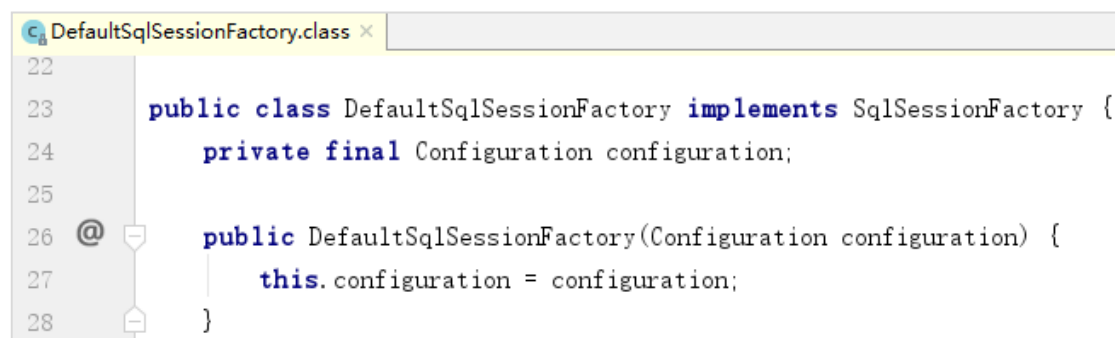 DefaultSqlSessionFactory.class
22
23 public class DefaultSqlSessionFactory implements SqlSessionFactory {
24 private final Configuration configuration;
25
26 @ public DefaultSqlSessionFactory(Configuration configuration) {
27 this.configuration = configuration;
28 }